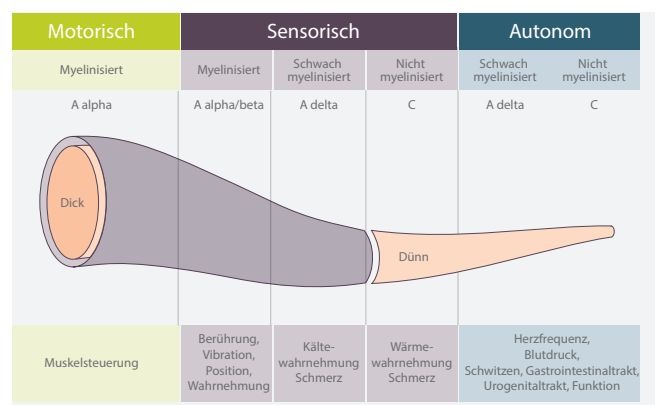 Motorisch
Sensorisch
Autonom
Myelinisiert
Myelinisiert
Schwach
myelinisiert
Nicht
myelinisiert
Schwach
myelinisiert
Nicht
myelinisiert
A alpha
A alpha/beta
A delta
C
A delta
C
Dick
Dünn
Muskelsteuerung
Berührung,
Vibration,
Position,
Wahrnehmung
Kälte-
wahrnehmung
Schmerz
Wärme-
wahrnehmung
Schmerz
Herzfrequenz,
Blutdruck,
Schwitzen, Gastrointestinaltrakt,
Urogenitaltrakt, Funktion